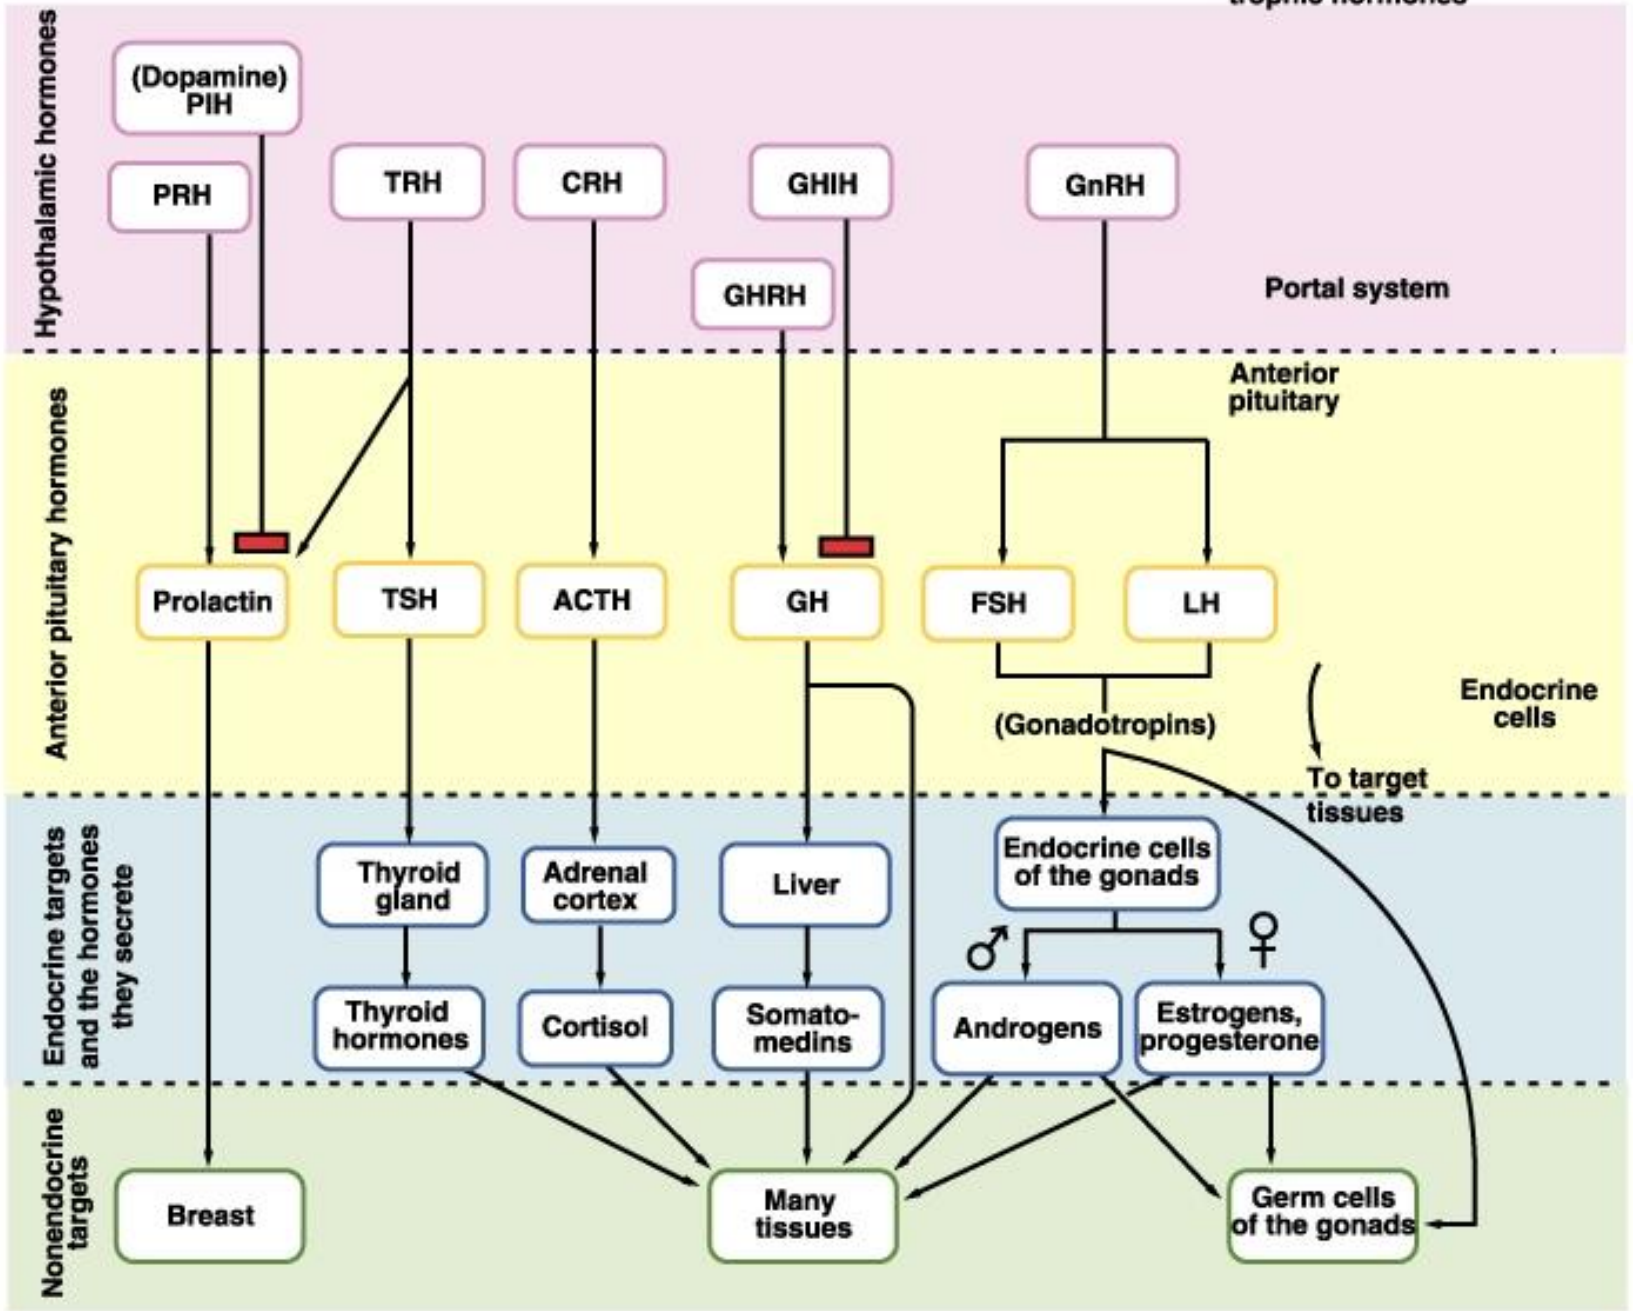 trophic hormones
Hypothalamic hormones
(Dopamine)
PIH
PRH
TRH
CRH
GHIH
GHRH
GnRH
Portal system
Anterior pituitary hormones
Anterior
pituitary
Prolactin
TSH
ACTH
GH
FSH
LH
(Gonadotropins)
Endocrine
cells
To target
tissues
Endocrine targets
and the hormones
they secrete
Thyroid
gland
Adrenal
cortex
Liver
Endocrine cells
of the gonads
♂
♀
Thyroid
hormones
Cortisol
Somato-
medins
Androgens
Estrogens,
progesterone
Nonendocrine
targets
Breast
Many
tissues
Germ cells
of the gonads